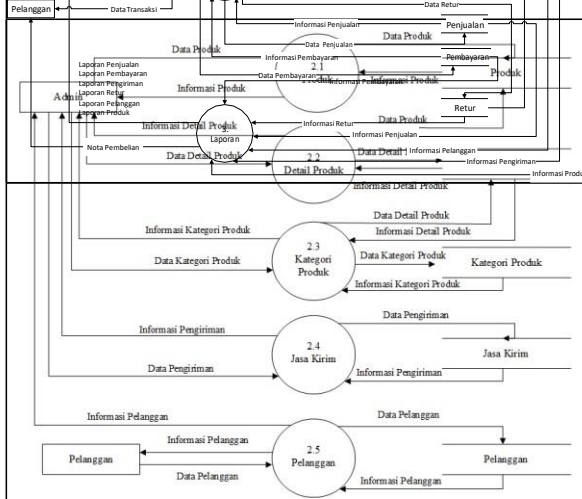 Pelanggan
Data Transaksi
Data Retur
Informasi Penjualan
Penjualan
Data Produk
Data Penjualan
Data Produk
Informasi Pembayaran
Pembayaran
Laporan Penjualan
Laporan Pembayaran
Laporan Pengiriman
Laporan Retur
Laporan Pelanggan
Laporan Produk
2.1
Data Pembayaran
Produk
Informasi Produk
Admin
Retur
Informasi Detail Produk
Laporan
Informasi Retur
Data Produk
Informasi Penjualan
Nota Pembelian
Data Detail Produk
2.2
Detail Produk
Data Detail
Informasi Pelanggan
Informasi Pengiriman
Informasi Detail Produk
Data Detail Produk
Informasi Detail Produk
Informasi Kategori Produk
2.3
Kategori
Produk
Data Kategori Produk
Data Kategori Produk
Kategori Produk
Informasi Kategori Produk
Data Pengiriman
Informasi Pengiriman
2.4
Jasa Kirim
Jasa Kirim
Data Pengiriman
Informasi Pengiriman
Informasi Pelanggan
Data Pelanggan
2.5
Pelanggan
Informasi Pelanggan
Pelanggan
Pelanggan
Data Pelanggan
Informasi Pelanggan